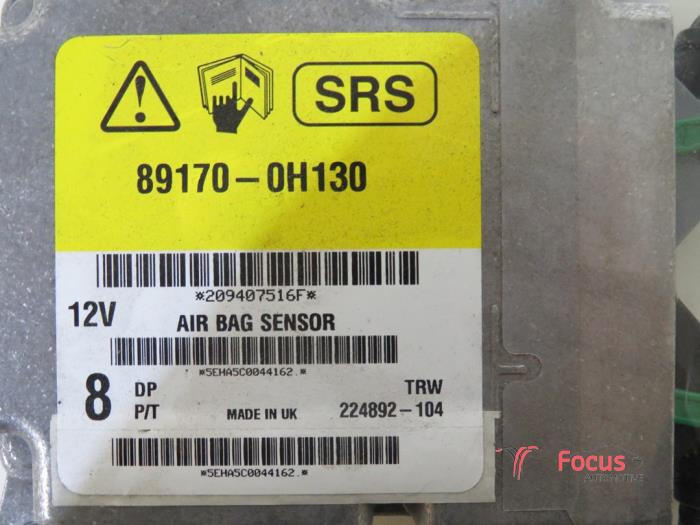 SRS
89170-0H130
*209407516F*
12V AIR BAG SENSOR
*5EHA5C0044162.*
8 DP TRW
P/T MADE IN UK 224892-104
*5EHA5C0044162.*
Focus
AUTOMOTIVE